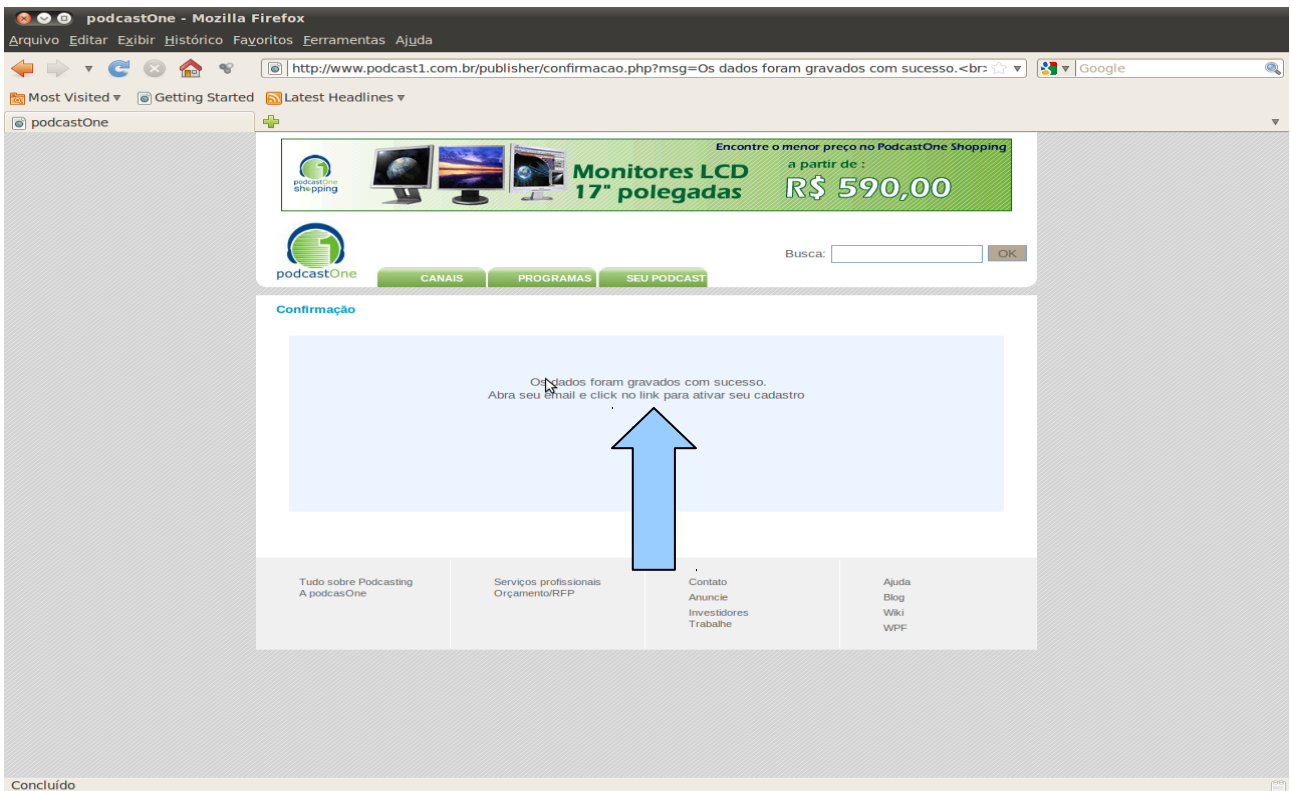 podcastOne - Mozilla Firefox
Arquivo Editar Exibir Histórico Favoritos Ferramentas Ajuda
http://www.podcast1.com.br/publisher/confirmacao.php?msg=Os dados foram gravados com sucesso.<br: Google
Most Visited Getting Started Latest Headlines
podcastOne
Encontre o menor preço no PodcastOne Shopping
podcastOne
shopping
Monitores LCD
17" polegadas
a partir de :
R$ 590,00
podcastOne
Busca: OK
CANAIS PROGRAMAS SEU PODCAST
Confirmação
Os dados foram gravados com sucesso.
Abra seu email e click no link para ativar seu cadastro
Tudo sobre Podcasting
A podcasOne
Serviços profissionais
Orçamento/RFP
Contato
Anuncie
Investidores
Trabalhe
Ajuda
Blog
Wiki
WPF
Concluído